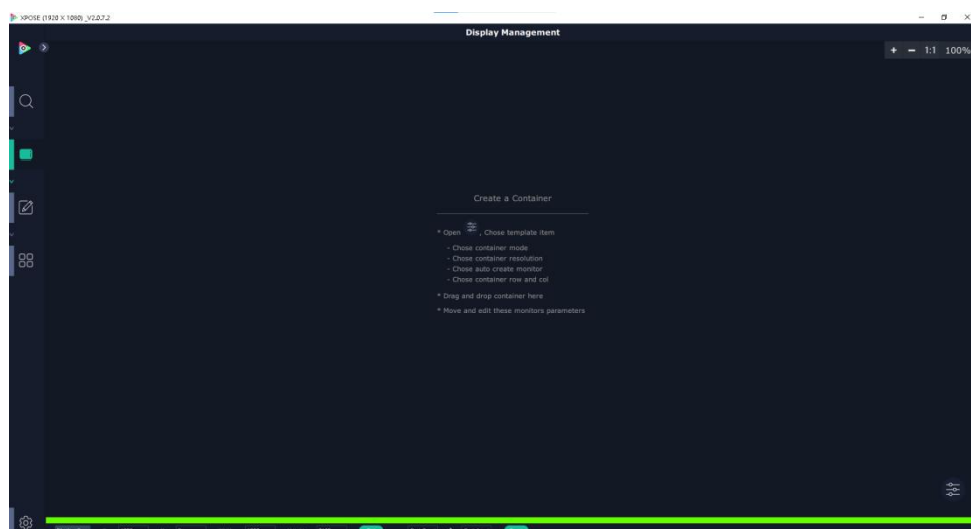 XPOSE (1920 X 1080) _V2.0.7.2
Display Management
+ − 1:1 100%
Create a Container
* Open , Chose template item
- Chose container mode
- Chose container resolution
- Chose auto create monitor
- Chose container row and col
* Drag and drop container here
* Move and edit these monitors parameters